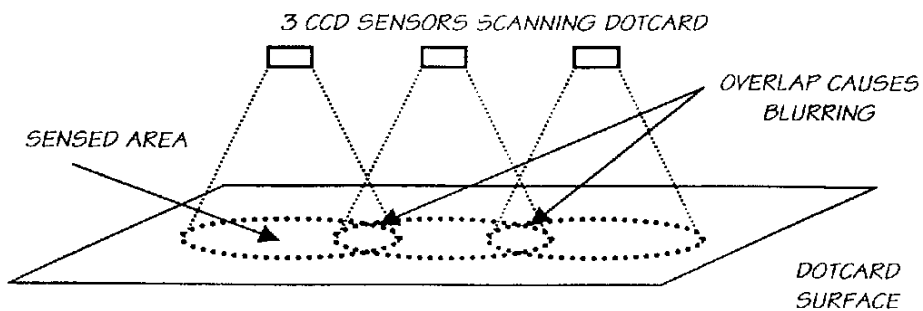 3 CCD SENSORS SCANNING DOTCARD
OVERLAP CAUSES
BLURRING
SENSED AREA
DOTCARD
SURFACE